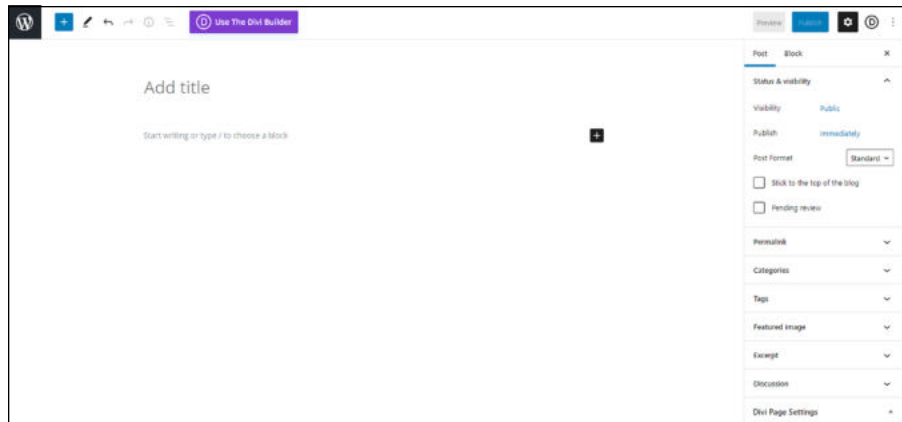 Use The Divi Builder
Preview
Publish
Post Block
Status & visibility
Add title
Visibility Public
Start writing or type / to choose a block
Publish Immediately
Post Format Standard
Stick to the top of the blog
Pending review
Permalink
Categories
Tags
Featured image
Excerpt
Discussion
Divi Page Settings